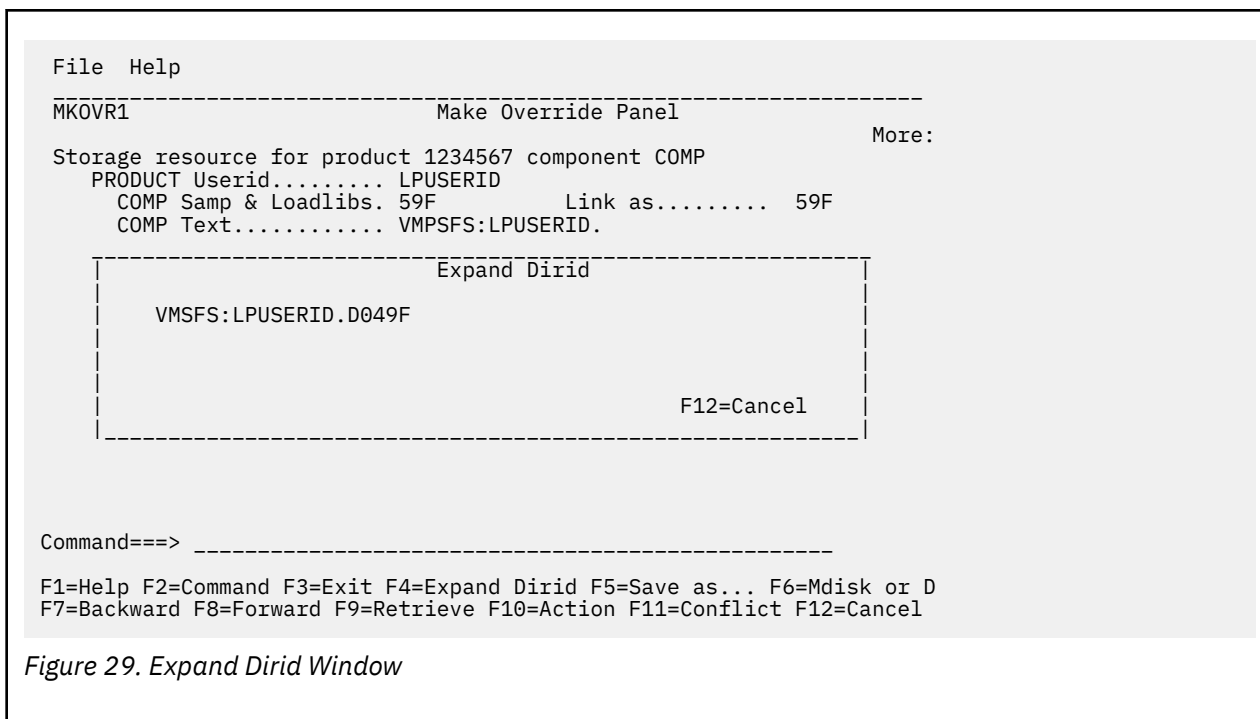 File Help
MKOVR1 Make Override Panel
More:
Storage resource for product 1234567 component COMP
PRODUCT Userid......... LPUSERID
COMP Samp & Loadlibs. 59F Link as......... 59F
COMP Text............ VMPSFS:LPUSERID.
Expand Dirid
VMSFS:LPUSERID.D049F
F12=Cancel
Command===> __________________________________________________
F1=Help F2=Command F3=Exit F4=Expand Dirid F5=Save as... F6=Mdisk or D
F7=Backward F8=Forward F9=Retrieve F10=Action F11=Conflict F12=Cancel
Figure 29. Expand Dirid Window